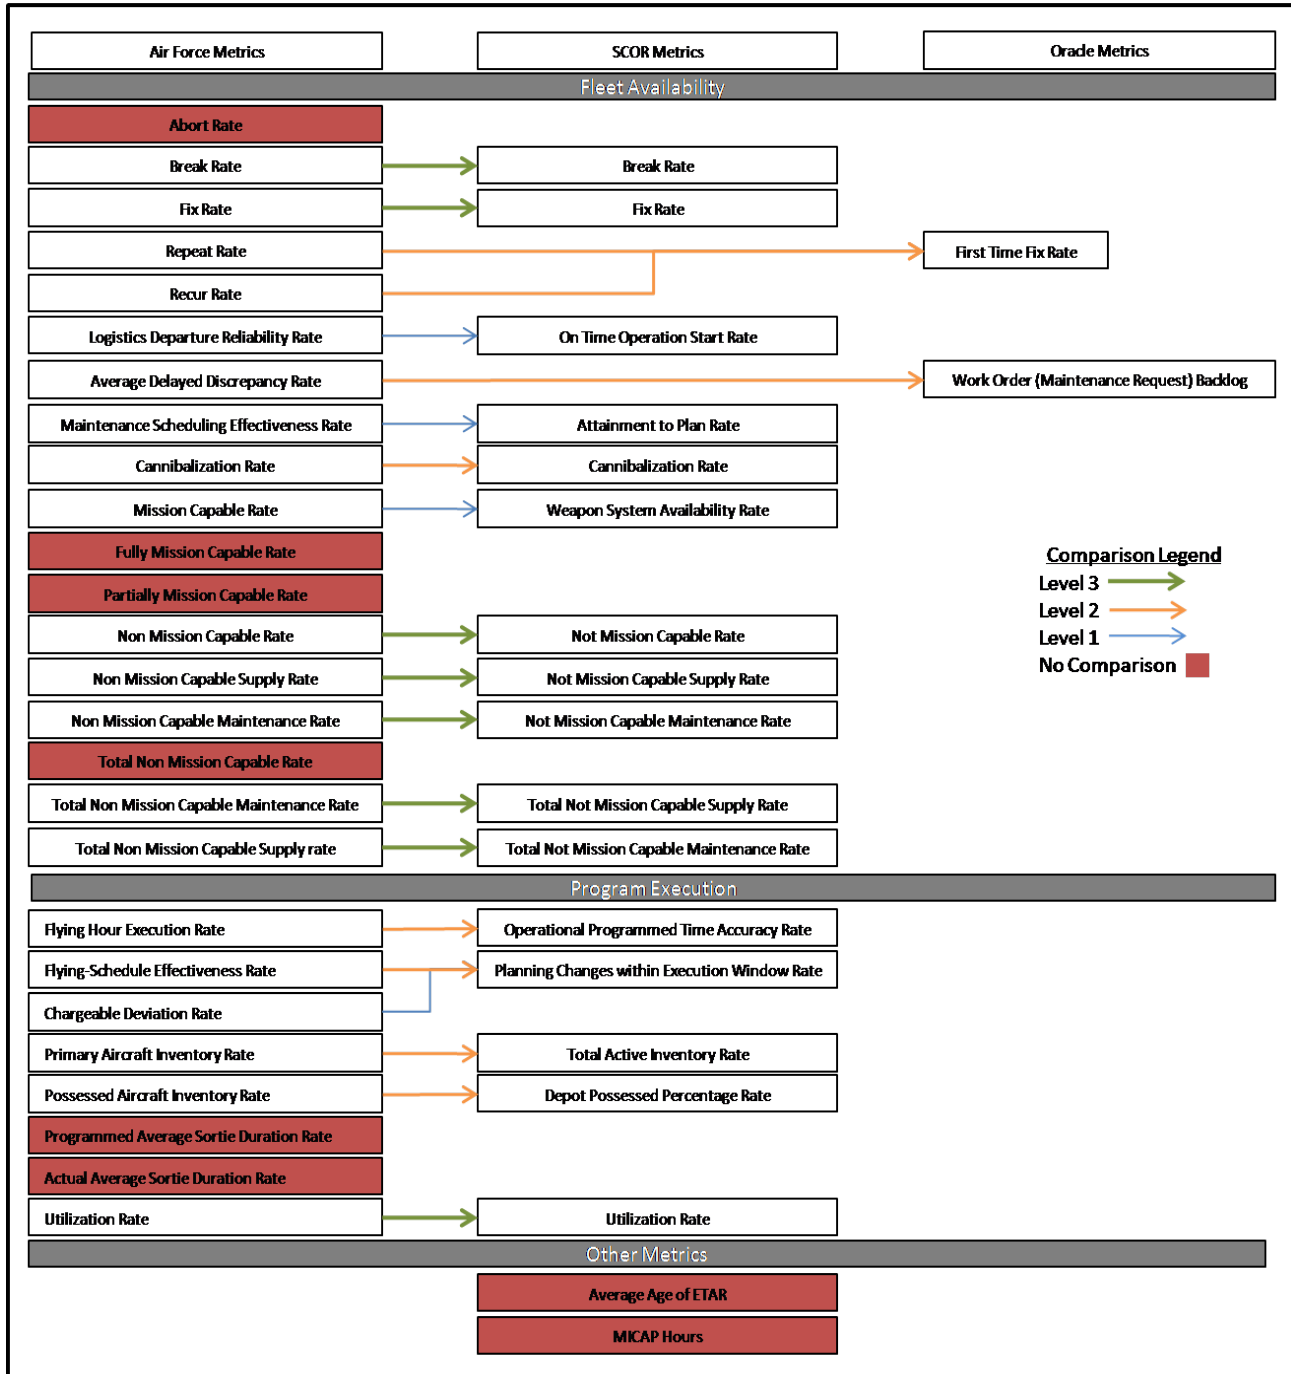 Air Force Metrics
SCOR Metrics
Oracle Metrics
Fleet Availability
Abort Rate
Break Rate
Break Rate
Fix Rate
Fix Rate
Repeat Rate
First Time Fix Rate
Recur Rate
Logistics Departure Reliability Rate
On Time Operation Start Rate
Average Delayed Discrepancy Rate
Work Order (Maintenance Request) Backlog
Maintenance Scheduling Effectiveness Rate
Attainment to Plan Rate
Cannibalization Rate
Cannibalization Rate
Mission Capable Rate
Weapon System Availability Rate
Fully Mission Capable Rate
Partially Mission Capable Rate
Non Mission Capable Rate
Not Mission Capable Rate
Non Mission Capable Supply Rate
Not Mission Capable Supply Rate
Non Mission Capable Maintenance Rate
Not Mission Capable Maintenance Rate
Total Non Mission Capable Rate
Total Non Mission Capable Maintenance Rate
Total Not Mission Capable Supply Rate
Total Non Mission Capable Supply rate
Total Not Mission Capable Maintenance Rate
Comparison Legend
Level 3
Level 2
Level 1
No Comparison
Program Execution
Flying Hour Execution Rate
Operational Programmed Time Accuracy Rate
Flying-Schedule Effectiveness Rate
Planning Changes within Execution Window Rate
Chargeable Deviation Rate
Primary Aircraft Inventory Rate
Total Active Inventory Rate
Possessed Aircraft Inventory Rate
Depot Possessed Percentage Rate
Programmed Average Sortie Duration Rate
Actual Average Sortie Duration Rate
Utilization Rate
Utilization Rate
Other Metrics
Average Age of ETAR
MICAP Hours